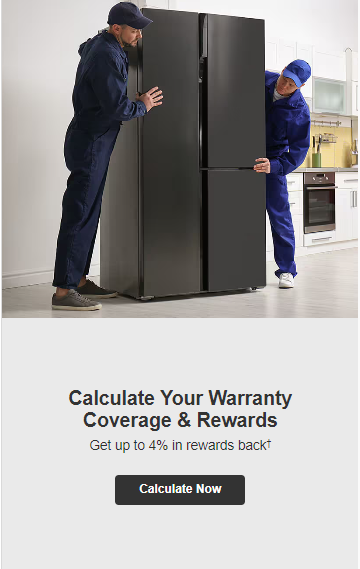 Calculate Your Warranty
Coverage & Rewards
Get up to 4% in rewards back†
Calculate Now